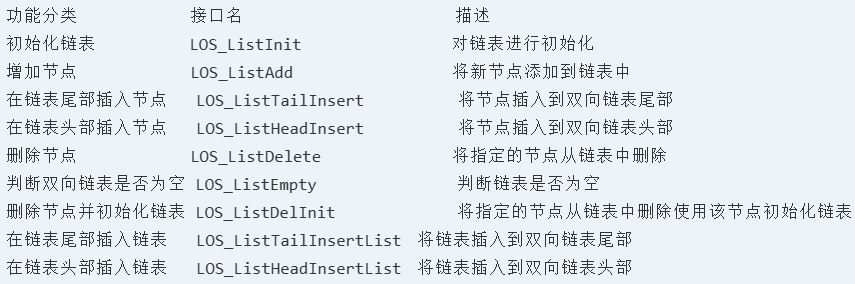 功能分类 接口名 描述
初始化链表 LOS_ListInit 对链表进行初始化
增加节点 LOS_ListAdd 将新节点添加到链表中
在链表尾部插入节点 LOS_ListTailInsert 将节点插入到双向链表尾部
在链表头部插入节点 LOS_ListHeadInsert 将节点插入到双向链表头部
删除节点 LOS_ListDelete 将指定的节点从链表中删除
判断双向链表是否为空 LOS_ListEmpty 判断链表是否为空
删除节点并初始化链表 LOS_ListDelInit 将指定的节点从链表中删除使用该节点初始化链表
在链表尾部插入链表 LOS_ListTailInsertList 将链表插入到双向链表尾部
在链表头部插入链表 LOS_ListHeadInsertList 将链表插入到双向链表头部